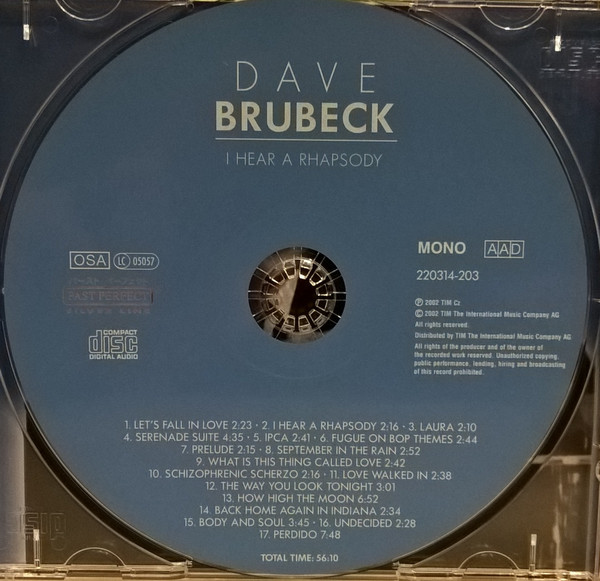 DAVE
BRUBECK
I HEAR A RHAPSODY
OSA LC 05057
PAST PERFECT
SILVER LINE
COMPACT
disc
DIGITAL AUDIO
MONO AAD
220314-203
℗ 2002 TIM Cz
© 2002 TIM The International Music Company AG
All rights reserved.
Distributed by TIM The International Music Company AG
All rights of the producer and of the owner of
the recorded work reserved. Unauthorized copying,
public performance, lending, hiring and broadcasting
of this record prohibited.
1. LET'S FALL IN LOVE 2:23 · 2. I HEAR A RHAPSODY 2:16 · 3. LAURA 2:10
4. SERENADE SUITE 4:35 · 5. IPCA 2:41 · 6. FUGUE ON BOP THEMES 2:44
7. PRELUDE 2:15 · 8. SEPTEMBER IN THE RAIN 2:52
9. WHAT IS THIS THING CALLED LOVE 2:42
10. SCHIZOPHRENIC SCHERZO 2:16 · 11. LOVE WALKED IN 2:38
12. THE WAY YOU LOOK TONIGHT 3:01
13. HOW HIGH THE MOON 6:52
14. BACK HOME AGAIN IN INDIANA 2:34
15. BODY AND SOUL 3:45 · 16. UNDECIDED 2:28
17. PERDIDO 7:48
TOTAL TIME: 56:10